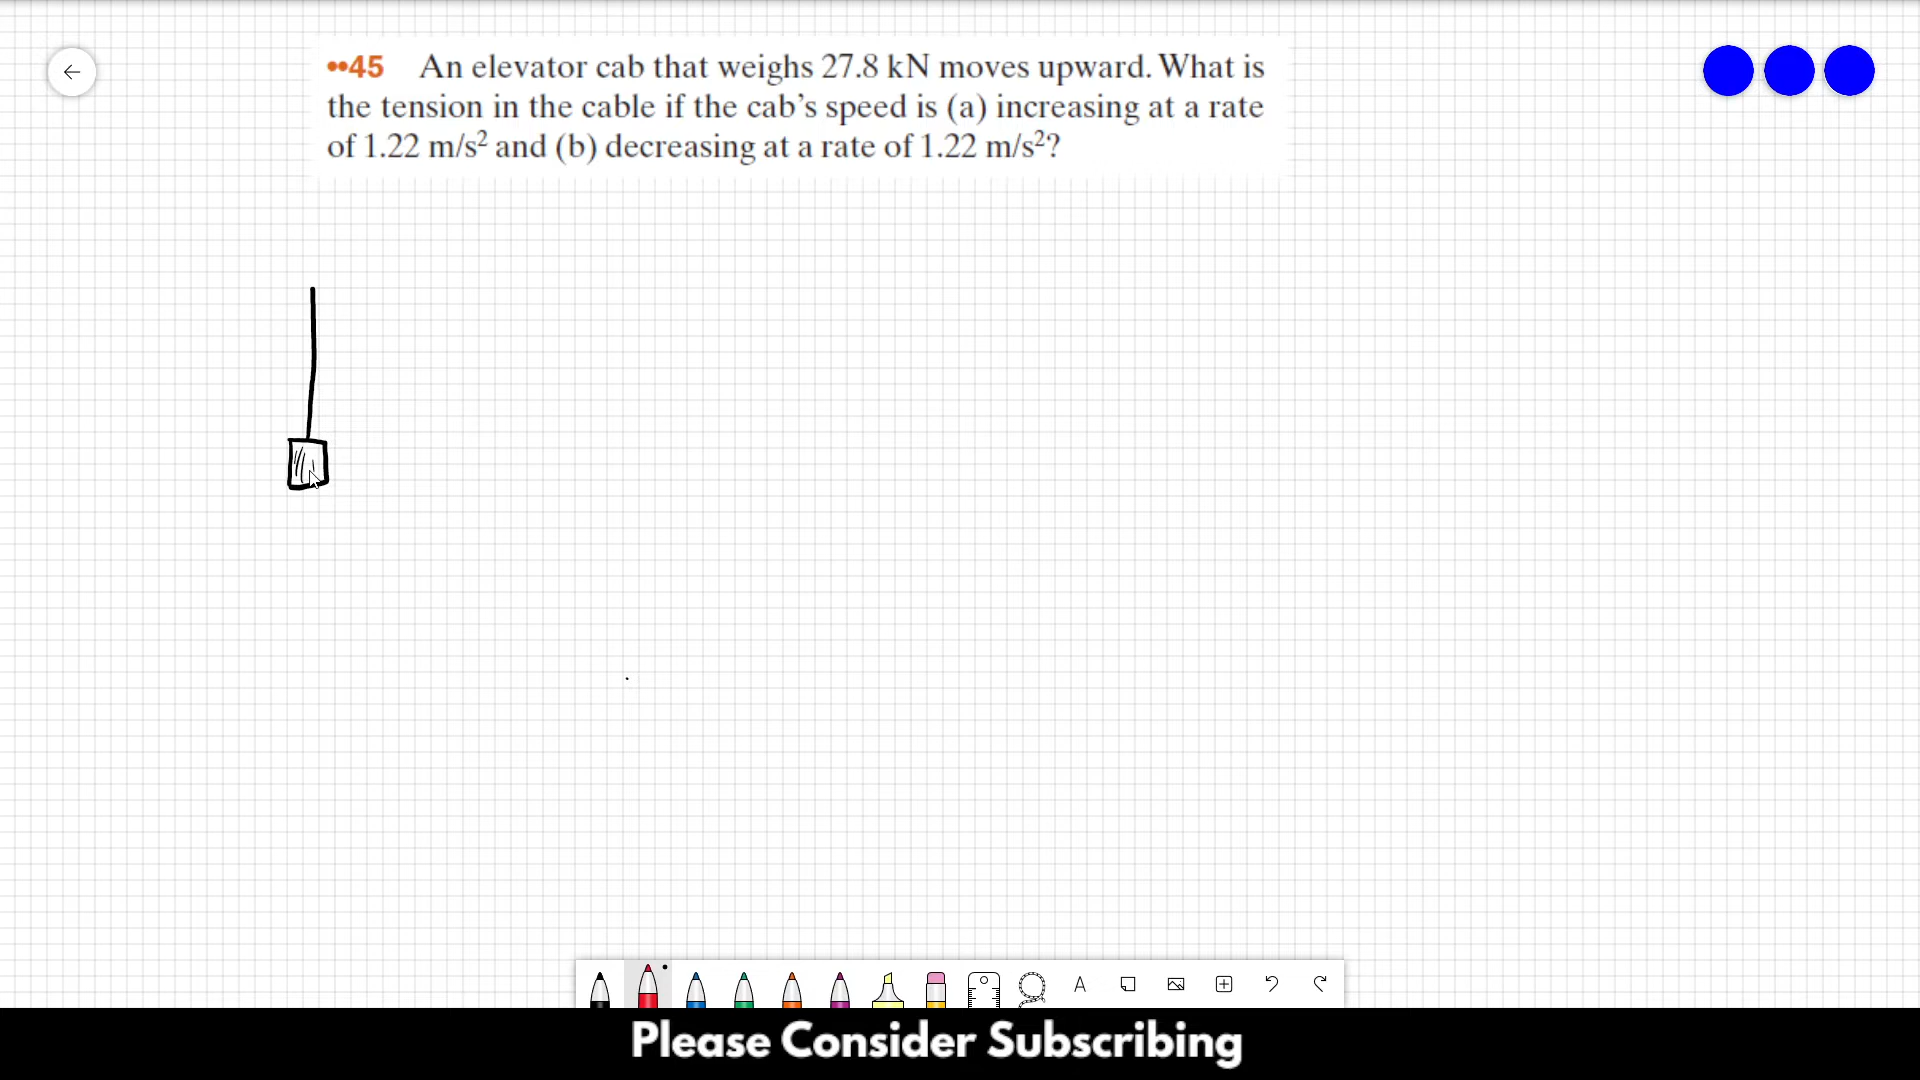 ••45 An elevator cab that weighs 27.8 kN moves upward. What is
the tension in the cable if the cab’s speed is (a) increasing at a rate
of 1.22 m/s² and (b) decreasing at a rate of 1.22 m/s²?
A
Please Consider Subscribing